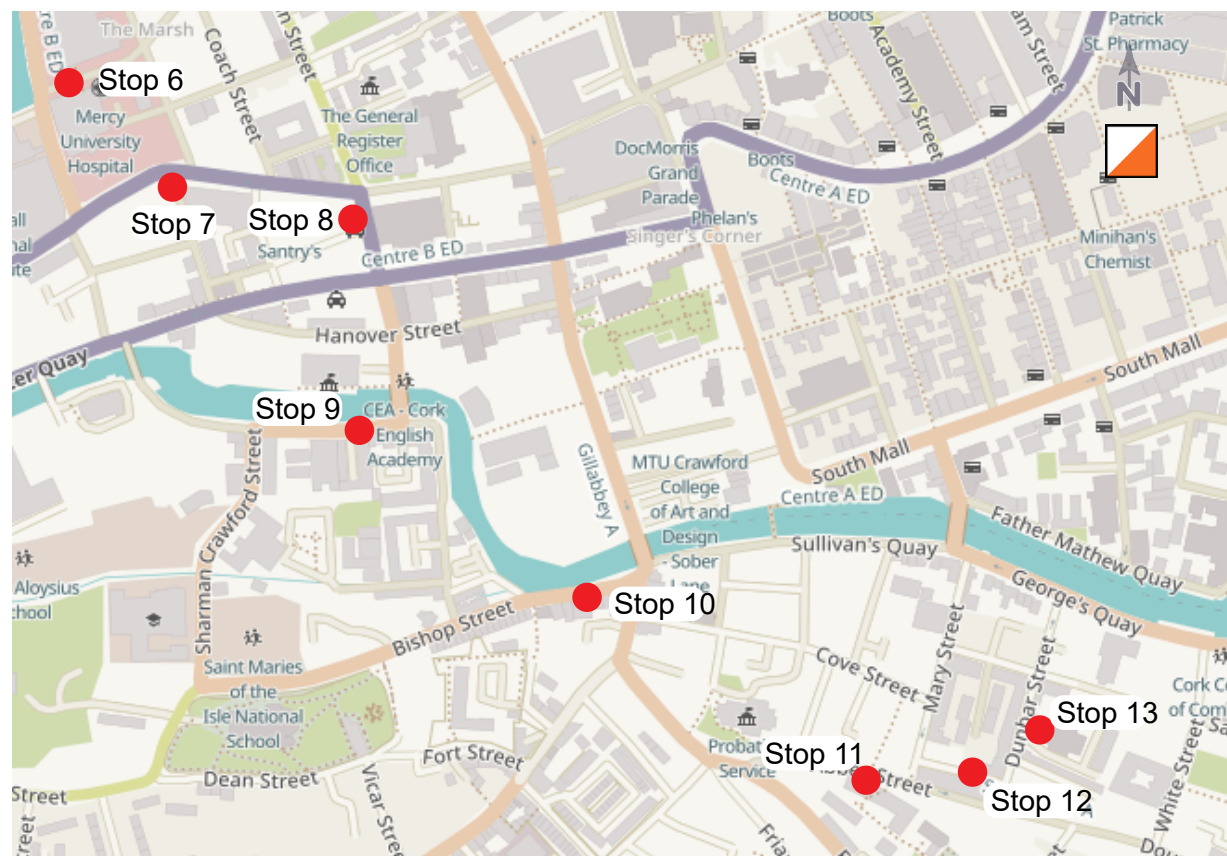 Patrick
St. Pharmacy
The Marsh
Boots
Coach Street
Academy Street
Stop 6
Mercy
University
Hospital
The General
Register
Office
DocMorris
Grand
Parade
Boots
Centre A ED
N
Stop 7
Stop 8
Santry's
Centre B ED
Phelan's
Singer's Corner
Minihan's
Chemist
Hanover Street
South Mall
Stop 9
CEA - Cork
English
Academy
Gillabbey A
South Mall
MTU Crawford
College
of Art and
Design
- Sober
Lane
Centre A ED
Sullivan's Quay
Father Mathew Quay
George's Quay
Sharman Crawford Street
Aloysius
Stop 10
Bishop Street
Saint Maries
of the
Isle National
School
Cove Street
Mary Street
Dunbar Street
Stop 13
Stop 11
Service
Stop 12
Fort Street
Dean Street
Vicar Street
Street
White Street